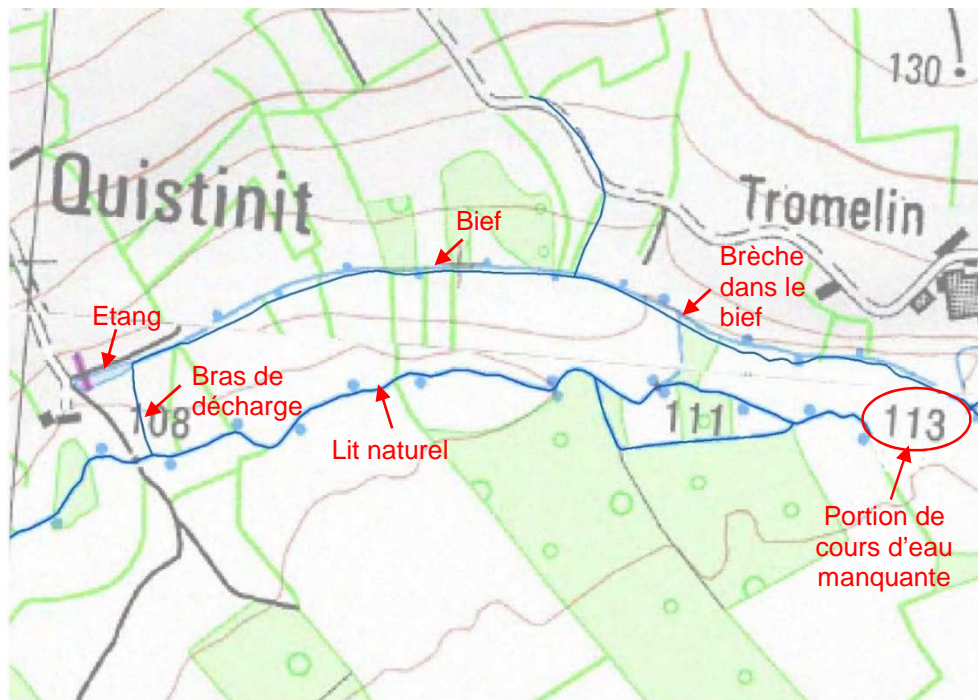 130
Quistinit
Tromelin
Bief
Brèche
dans le
bief
Etang
Bras de
décharge
108
111
113
Lit naturel
Portion de
cours d'eau
manquante